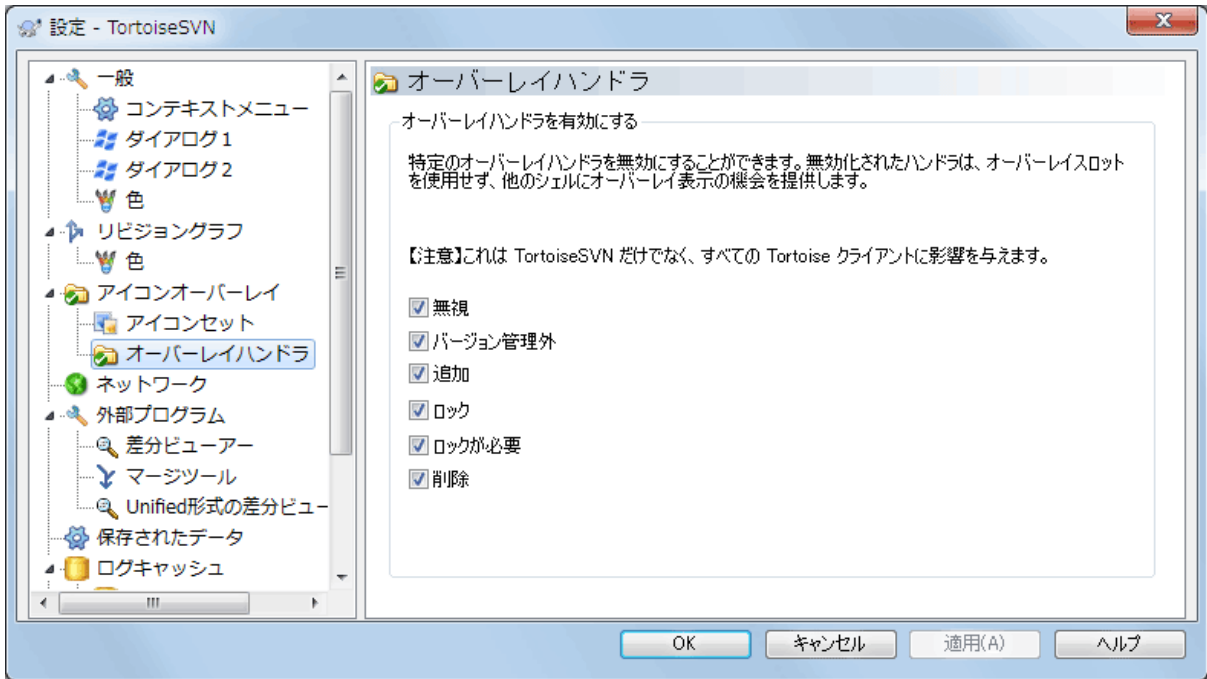 設定 - TortoiseSVN
一般
コンテキストメニュー
ダイアログ1
ダイアログ2
色
リビジョングラフ
色
アイコンオーバーレイ
アイコンセット
オーバーレイハンドラ
ネットワーク
外部プログラム
差分ビューアー
マージツール
Unified形式の差分ビュー
保存されたデータ
ログキャッシュ
オーバーレイハンドラ
オーバーレイハンドラを有効にする
特定のオーバーレイハンドラを無効にすることができます。無効化されたハンドラは、オーバーレイスロット
を使用せず、他のシェルにオーバーレイ表示の機会を提供します。
【注意】これは TortoiseSVN だけでなく、すべての Tortoise クライアントに影響を与えます。
無視
バージョン管理外
追加
ロック
ロックが必要
削除
OK
キャンセル
適用(A)
ヘルプ